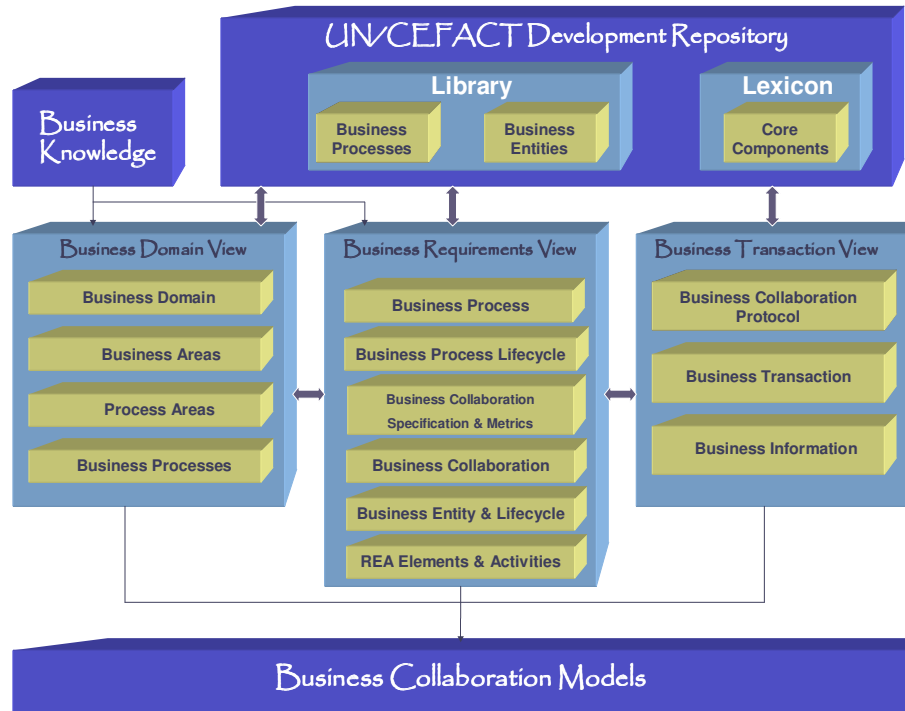 UN/CEFACT Development Repository
Library
Lexicon
Business
Processes
Business
Entities
Core
Components
Business
Knowledge
Business Domain View
Business Domain
Business Areas
Process Areas
Business Processes
Business Requirements View
Business Process
Business Process Lifecycle
Business Collaboration
Specification & Metrics
Business Collaboration
Business Entity & Lifecycle
REA Elements & Activities
Business Transaction View
Business Collaboration
Protocol
Business Transaction
Business Information
Business Collaboration Models